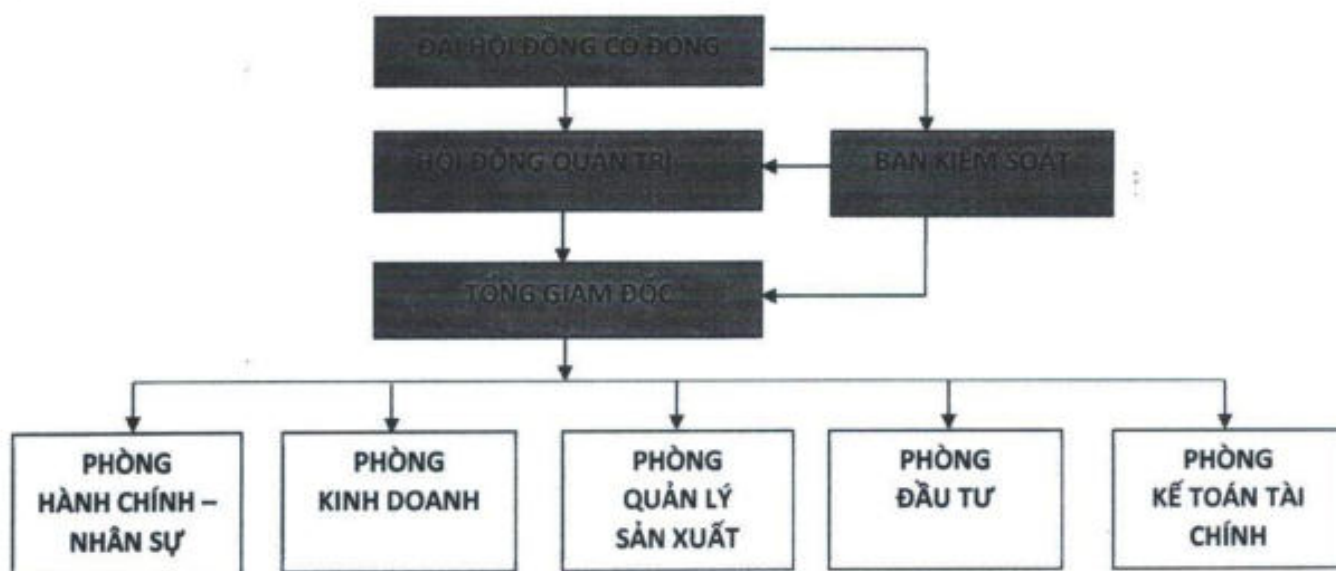 ĐẠI HỘI ĐỒNG CỔ ĐÔNG
HỘI ĐỒNG QUẢN TRỊ
BAN KIỂM SOÁT
TỔNG GIÁM ĐỐC
PHÒNG
HÀNH CHÍNH –
NHÂN SỰ
PHÒNG
KINH DOANH
PHÒNG
QUẢN LÝ
SẢN XUẤT
PHÒNG
ĐẦU TƯ
PHÒNG
KẾ TOÁN TÀI
CHÍNH